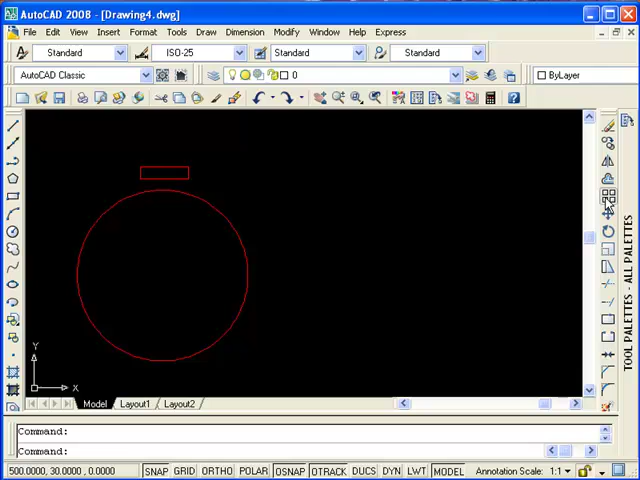 AutoCAD 2008 - [Drawing4.dwg]
File Edit View Insert Format Tools Draw Dimension Modify Window Help Express
Standard ISO-25 Standard Standard
AutoCAD Classic 0 ByLayer
TOOL PALETTES - ALL PALETTES
Y
X
Model Layout1 Layout2
Command:
Command:
500.0000, 30.0000, 0.0000 SNAP GRID ORTHO POLAR OSNAP OTRACK DUCS DYN LWT MODEL Annotation Scale: 1:1